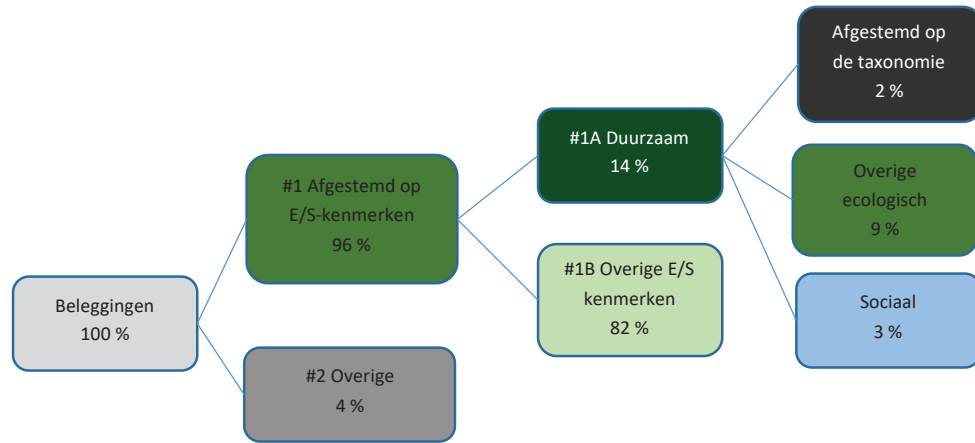 Beleggingen
100 %
#1 Afgestemd op
E/S-kenmerken
96 %
#2 Overige
4 %
#1A Duurzaam
14 %
#1B Overige E/S
kenmerken
82 %
Afgestemd op
de taxonomie
2 %
Overige
ecologisch
9 %
Sociaal
3 %